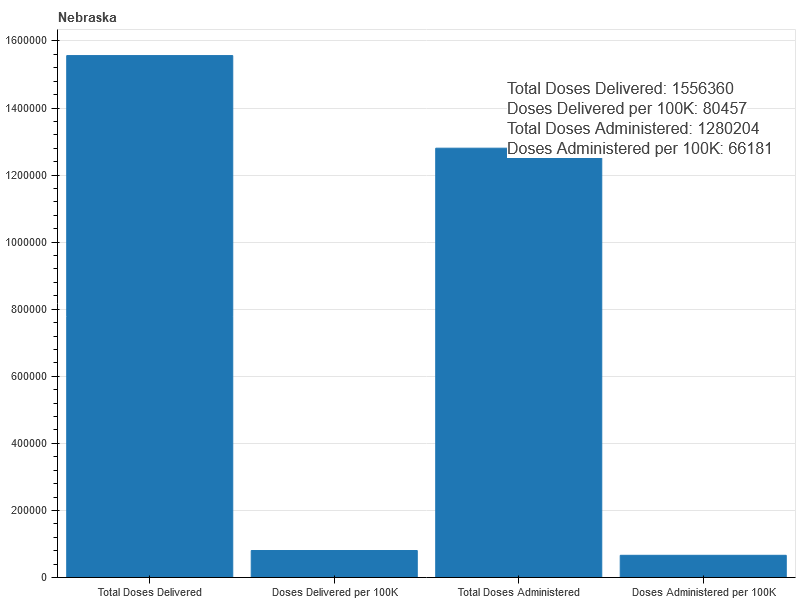 Nebraska
1600000
1400000
1200000
1000000
800000
600000
400000
200000
0
Total Doses Delivered: 1556360
Doses Delivered per 100K: 80457
Total Doses Administered: 1280204
Doses Administered per 100K: 66181
Total Doses Delivered
Doses Delivered per 100K
Total Doses Administered
Doses Administered per 100K